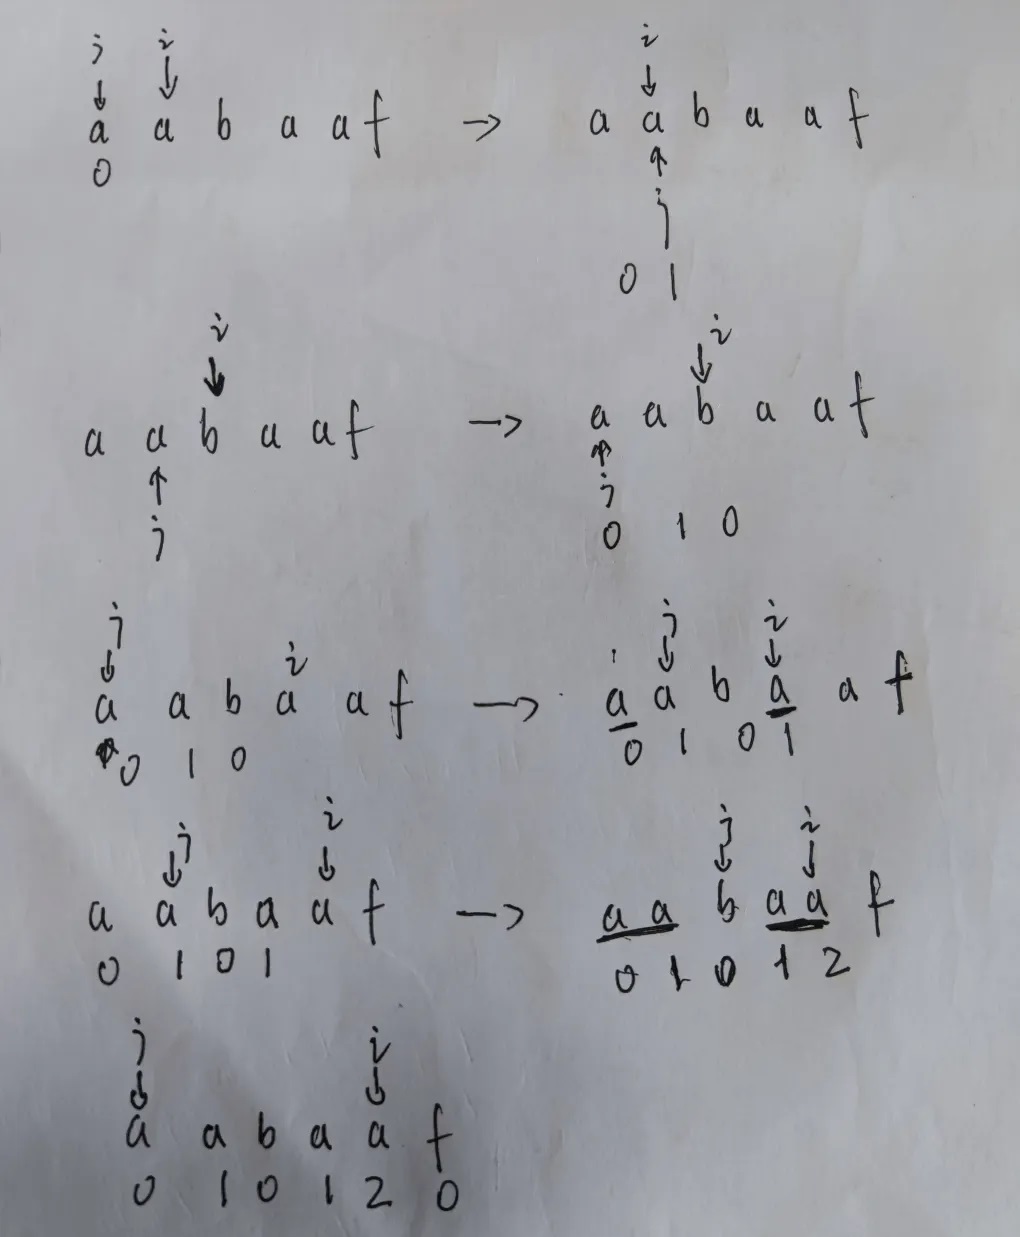 j i i
a a b a a f → a a b a a f
0 j
0 1
i i
a a b a a f → a a b a a f
j j
0 1 0
j i j i
a a b a a f → a a b a a f
0 1 0 0 1 0 1
j i j i
a a b a a f → a a b a a f
0 1 0 1 0 1 0 1 2
j i
a a b a a f
0 1 0 1 2 0